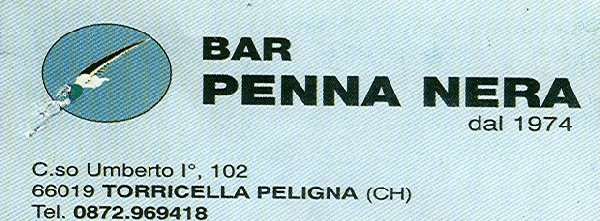 BAR
PENNA NERA
dal 1974
C.so Umberto I°, 102
66019 TORRICELLA PELIGNA (CH)
Tel. 0872.969418